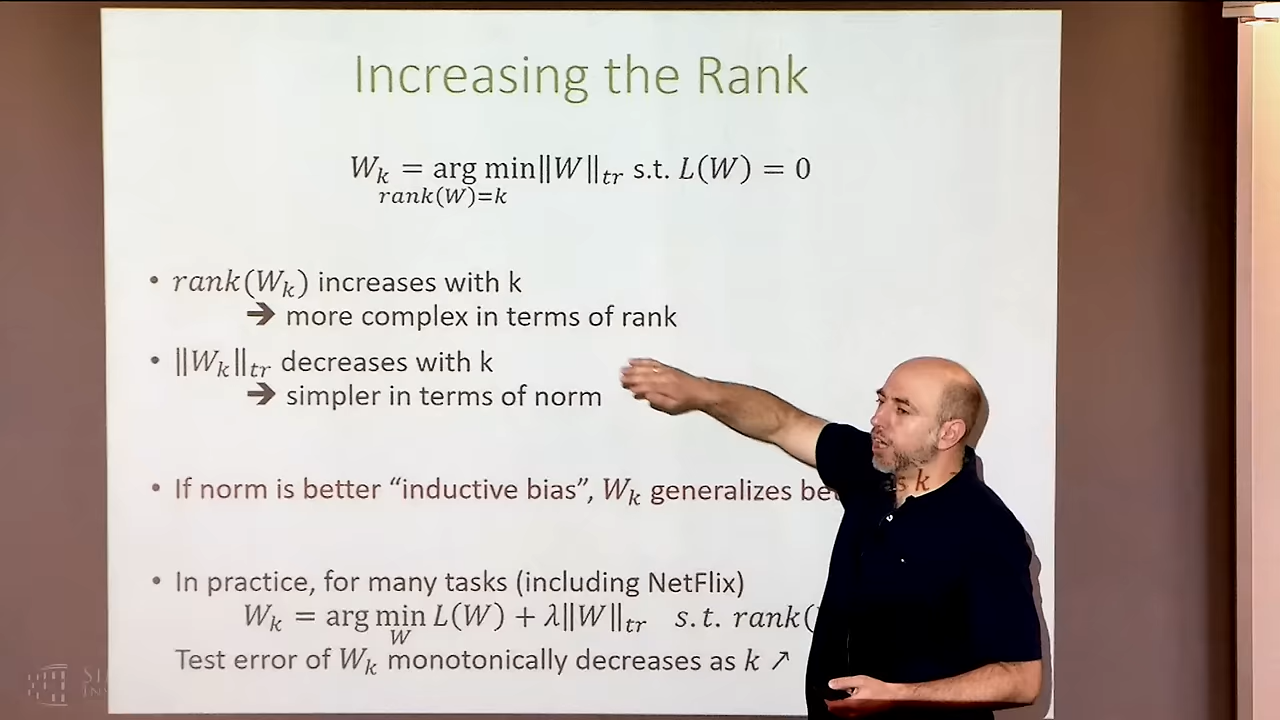 Increasing the Rank
W_k = arg min‖W‖_tr s.t. L(W) = 0
rank(W)=k
• rank(W_k) increases with k
➔ more complex in terms of rank
• ‖W_k‖_tr decreases with k
➔ simpler in terms of norm
• If norm is better “inductive bias”, W_k generalizes k
• In practice, for many tasks (including NetFlix)
W_k = arg min L(W) + λ‖W‖_tr s.t. rank(
W
Test error of W_k monotonically decreases as k ↗